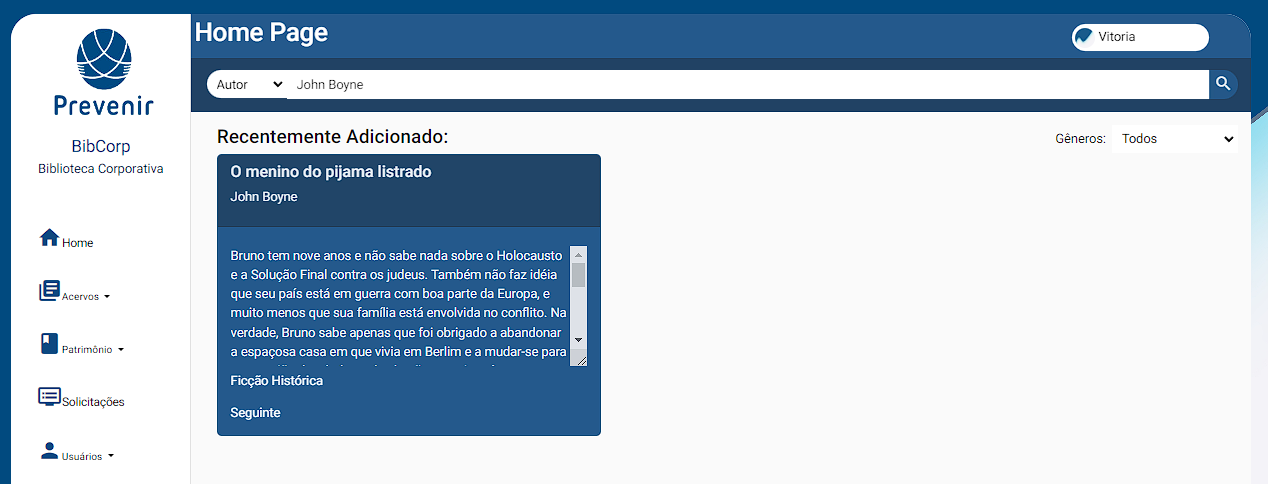 Prevenir
BibCorp
Biblioteca Corporativa
Home
Acervos
Patrimônio
Solicitações
Usuários
Home Page
Vitoria
Autor
John Boyne
Recentemente Adicionado:
Gêneros:
Todos
O menino do pijama listrado
John Boyne
Bruno tem nove anos e não sabe nada sobre o Holocausto
e a Solução Final contra os judeus. Também não faz idéia
que seu país está em guerra com boa parte da Europa, e
muito menos que sua família está envolvida no conflito. Na
verdade, Bruno sabe apenas que foi obrigado a abandonar
a espaçosa casa em que vivia em Berlim e a mudar-se para
Ficção Histórica
Seguinte